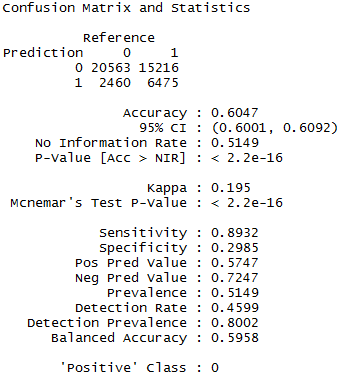 Confusion Matrix and Statistics
Reference
Prediction 0 1
0 20563 15216
1 2460 6475
Accuracy : 0.6047
95% CI : (0.6001, 0.6092)
No Information Rate : 0.5149
P-Value [Acc > NIR] : < 2.2e-16
Kappa : 0.195
Mcnemar's Test P-Value : < 2.2e-16
Sensitivity : 0.8932
Specificity : 0.2985
Pos Pred Value : 0.5747
Neg Pred Value : 0.7247
Prevalence : 0.5149
Detection Rate : 0.4599
Detection Prevalence : 0.8002
Balanced Accuracy : 0.5958
'Positive' Class : 0